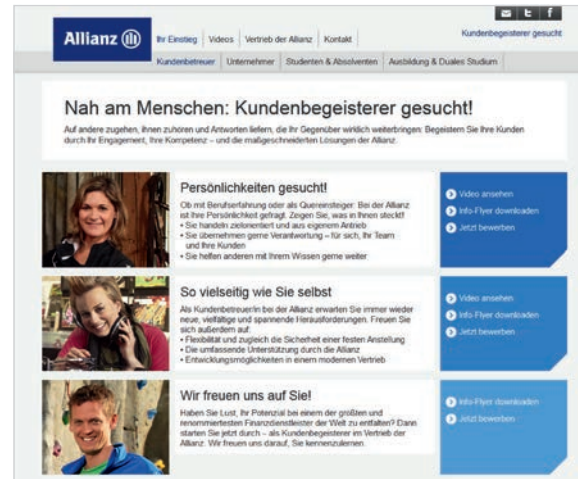 Allianz
Ihr Einstieg Videos Vertrieb der Allianz Kontakt
Kundenbegeisterer gesucht
Kundenbetreuer Unternehmer Studenten & Absolventen Ausbildung & Duales Studium
Nah am Menschen: Kundenbegeisterer gesucht!
Auf andere zugehen, ihnen zuhören und Antworten liefern, die Ihr Gegenüber wirklich weiterbringen: Begeistern Sie Ihre Kunden
durch Ihr Engagement, Ihre Kompetenz – und die maßgeschneiderten Lösungen der Allianz.
Persönlichkeiten gesucht!
Ob mit Berufserfahrung oder als Quereinsteiger: Bei der Allianz
ist Ihre Persönlichkeit gefragt. Zeigen Sie, was in Ihnen steckt!
• Sie handeln zielorientiert und aus eigenem Antrieb
• Sie übernehmen gerne Verantwortung – für sich, Ihr Team
und Ihre Kunden
• Sie helfen anderen mit Ihrem Wissen gerne weiter
Video ansehen
Info-Flyer downloaden
Jetzt bewerben
So vielseitig wie Sie selbst
Als Kundenbetreuer/in bei der Allianz erwarten Sie immer wieder
neue, vielfältige und spannende Herausforderungen. Freuen Sie
sich außerdem auf:
• Flexibilität und zugleich die Sicherheit einer festen Anstellung
• Die umfassende Unterstützung durch die Allianz
• Entwicklungsmöglichkeiten in einem modernen Vertrieb
Video ansehen
Info-Flyer downloaden
Jetzt bewerben
Wir freuen uns auf Sie!
Haben Sie Lust, Ihr Potenzial bei einem der größten und
renommiertesten Finanzdienstleister der Welt zu entfalten? Dann
starten Sie jetzt durch – als Kundenbegeisterer im Vertrieb der
Allianz. Wir freuen uns darauf, Sie kennenzulernen.
Info-Flyer downloaden
Jetzt bewerben